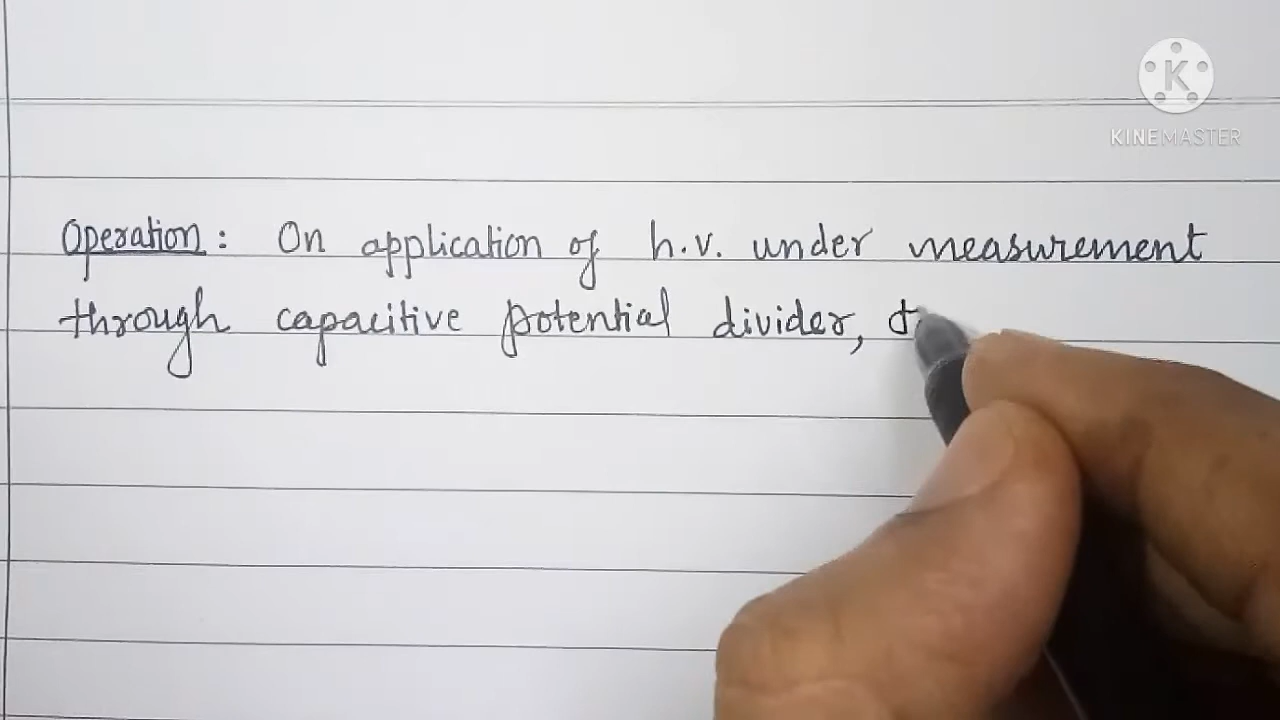 K
KINEMASTER
Operation: On application of h.v. under measurement
through capacitive potential divider,